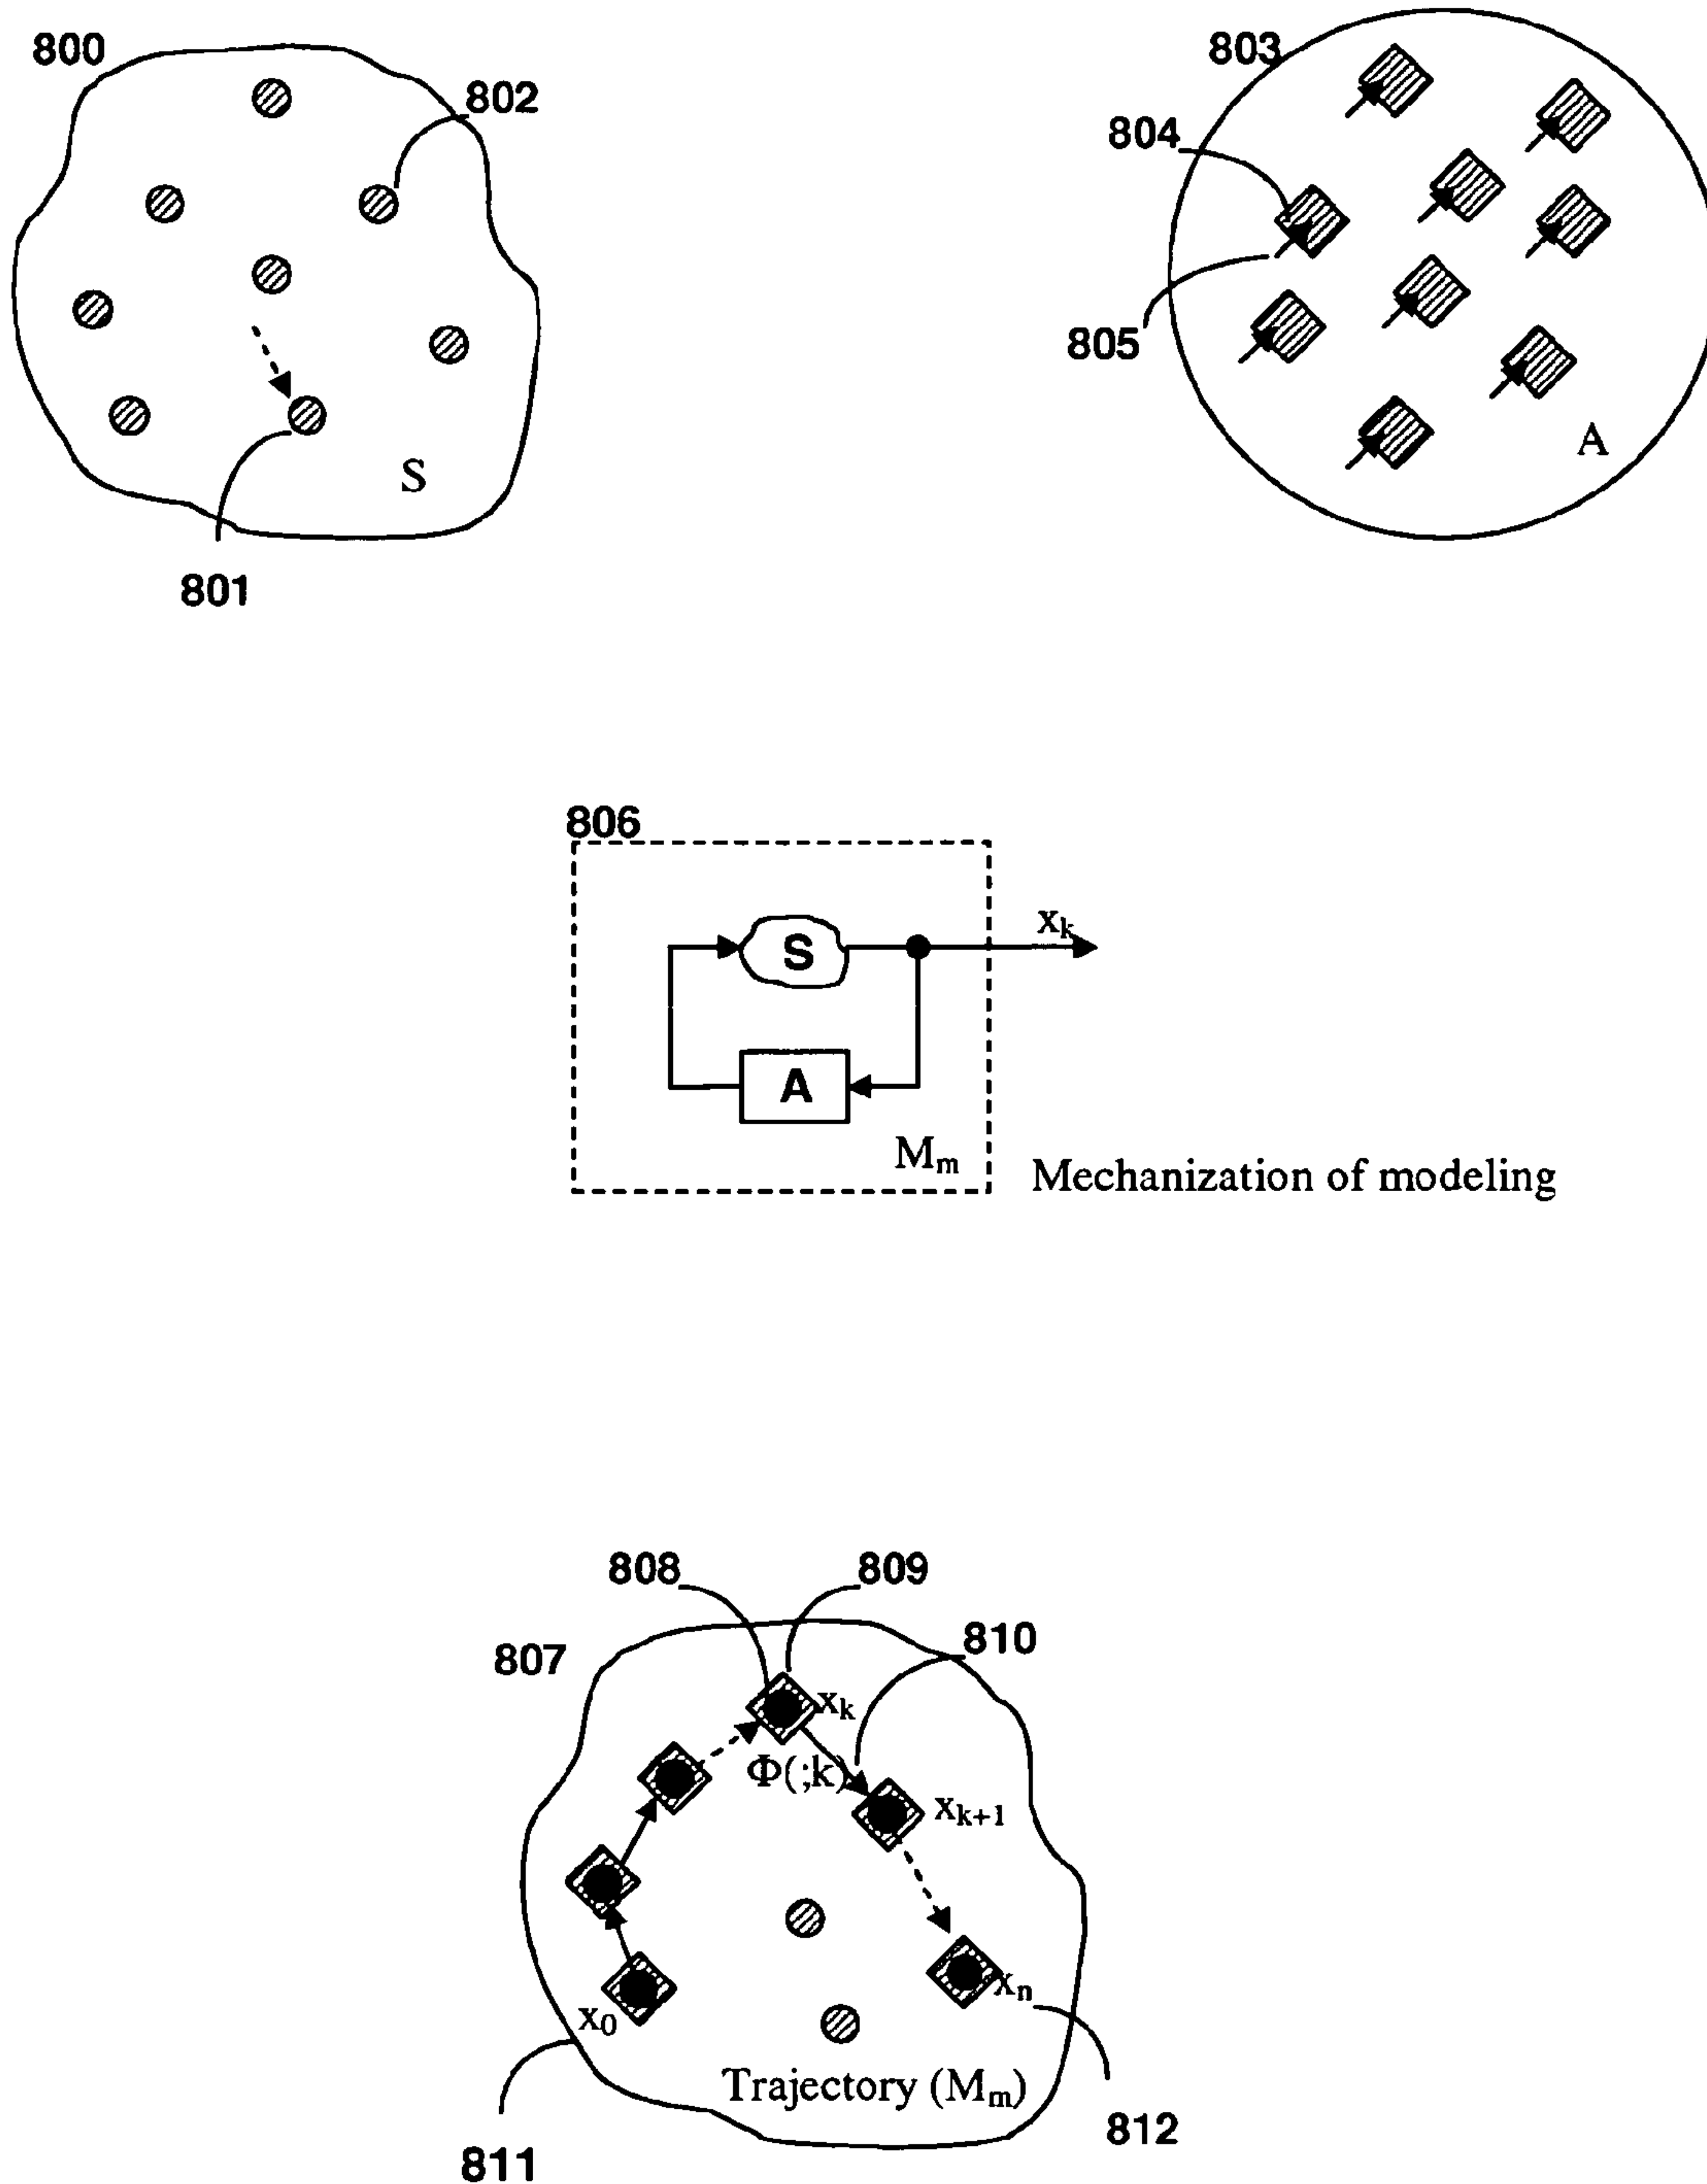 800
802
803
804
805
S
A
801
806
x_k
S
A
M_m
Mechanization of modeling
808
809
807
810
x_k
Φ(;k)
x_{k+1}
x_0
x_n
Trajectory (M_m)
811
812